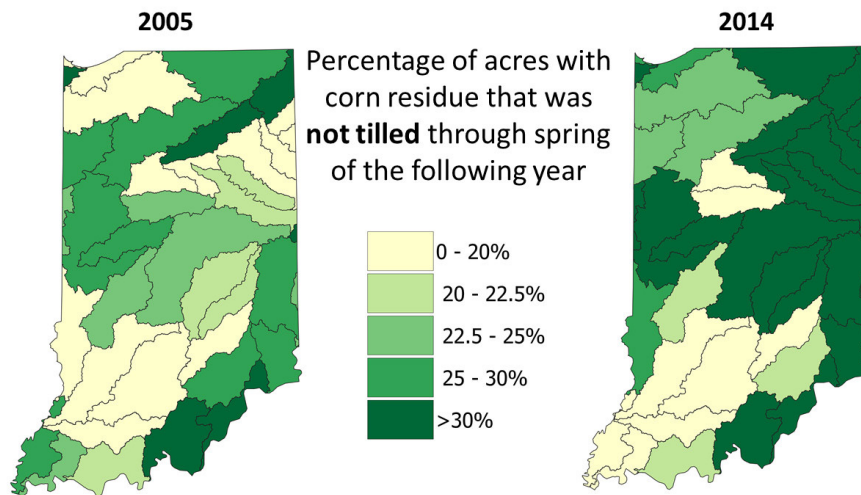 2005
2014
Percentage of acres with
corn residue that was
not tilled through spring
of the following year
0 - 20%
20 - 22.5%
22.5 - 25%
25 - 30%
>30%